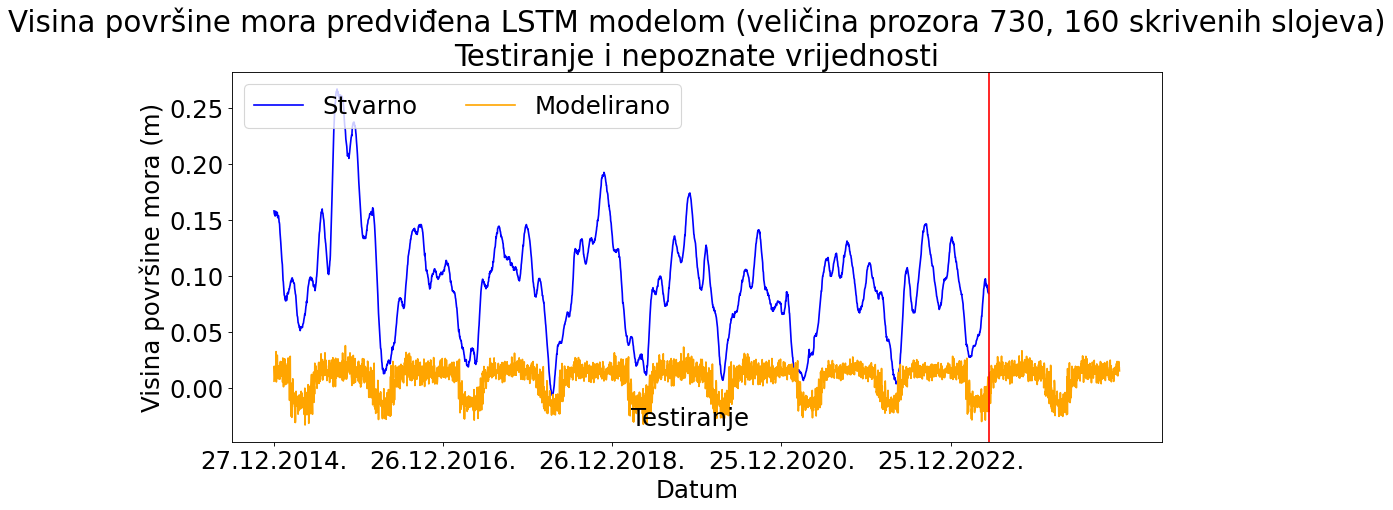 Visina površine mora predviđena LSTM modelom (veličina prozora 730, 160 skrivenih slojeva)
Testiranje i nepoznate vrijednosti
Stvarno
Modelirano
Visina površine mora (m)
0.25
0.20
0.15
0.10
0.05
0.00
Testiranje
27.12.2014.
26.12.2016.
26.12.2018.
25.12.2020.
25.12.2022.
Datum